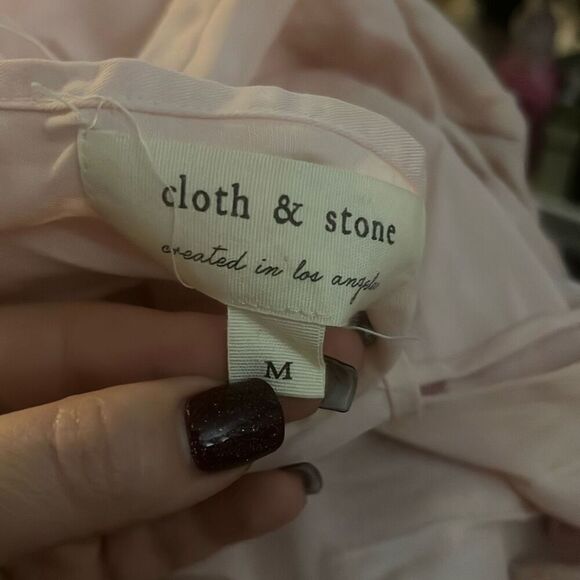 cloth & stone
created in los angeles
M